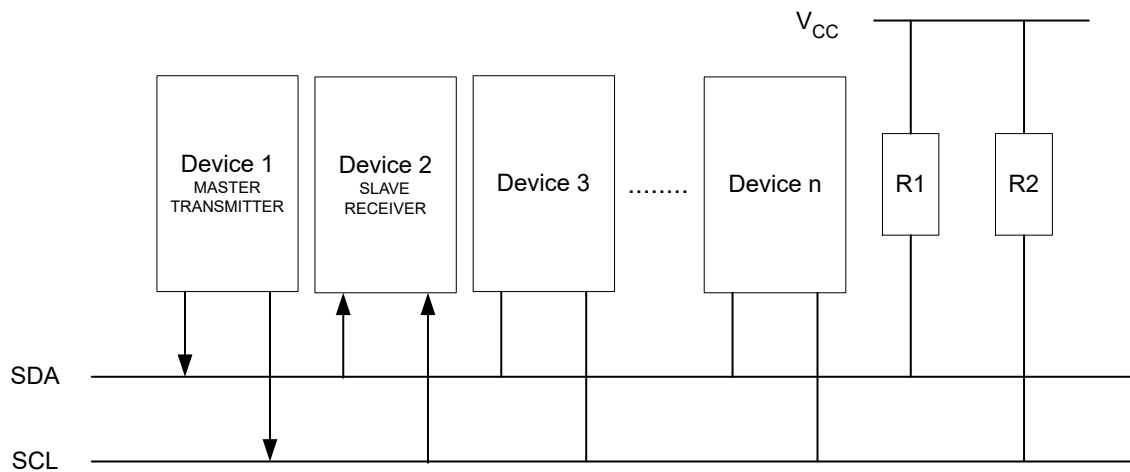 VCC
Device 1
MASTER
TRANSMITTER
Device 2
SLAVE
RECEIVER
Device 3
........
Device n
R1
R2
SDA
SCL